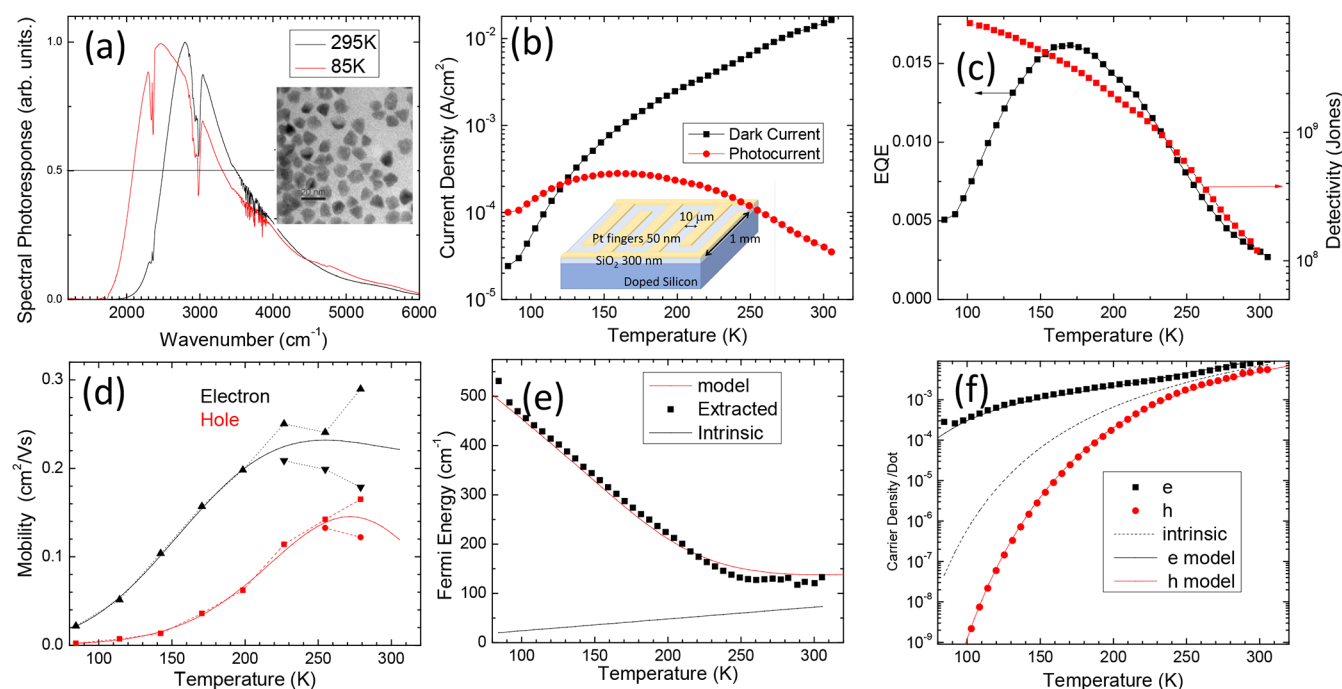 (a)
295K
85K
20 nm
Spectral Photoresponse (arb. units.)
1.0
0.5
0.0
2000 3000 4000 5000 6000
Wavenumber (cm⁻¹)
(b)
Dark Current
Photocurrent
10 μm
1 mm
Pt fingers 50 nm
SiO₂ 300 nm
Doped Silicon
Current Density (A/cm²)
10⁻²
10⁻³
10⁻⁴
10⁻⁵
100 150 200 250 300
Temperature (K)
(c)
EQE
0.015
0.010
0.005
0.000
Detectivity (Jones)
10⁹
10⁸
100 150 200 250 300
Temperature (K)
(d)
Electron
Hole
Mobility (cm²/Vs)
0.3
0.2
0.1
0.0
100 150 200 250 300
Temperature (K)
(e)
model
Extracted
Intrinsic
Fermi Energy (cm⁻¹)
500
400
300
200
100
0
100 150 200 250 300
Temperature (K)
(f)
e
h
intrinsic
e model
h model
Carrier Density /Dot
10⁻³
10⁻⁴
10⁻⁵
10⁻⁶
10⁻⁷
10⁻⁸
10⁻⁹
100 150 200 250 300
Temperature (K)